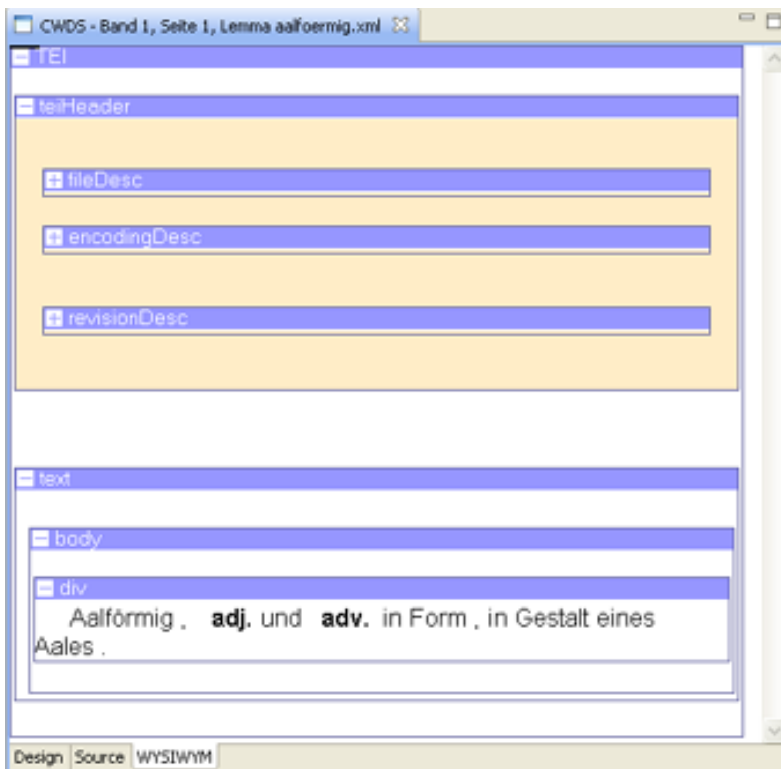 CWDS - Band 1, Seite 1, Lemma aalfoermig.xml
TEI
teiHeader
fileDesc
encodingDesc
revisionDesc
text
body
div
Aalförmig , adj. und adv. in Form , in Gestalt eines
Aales .
Design Source WYSIWYM